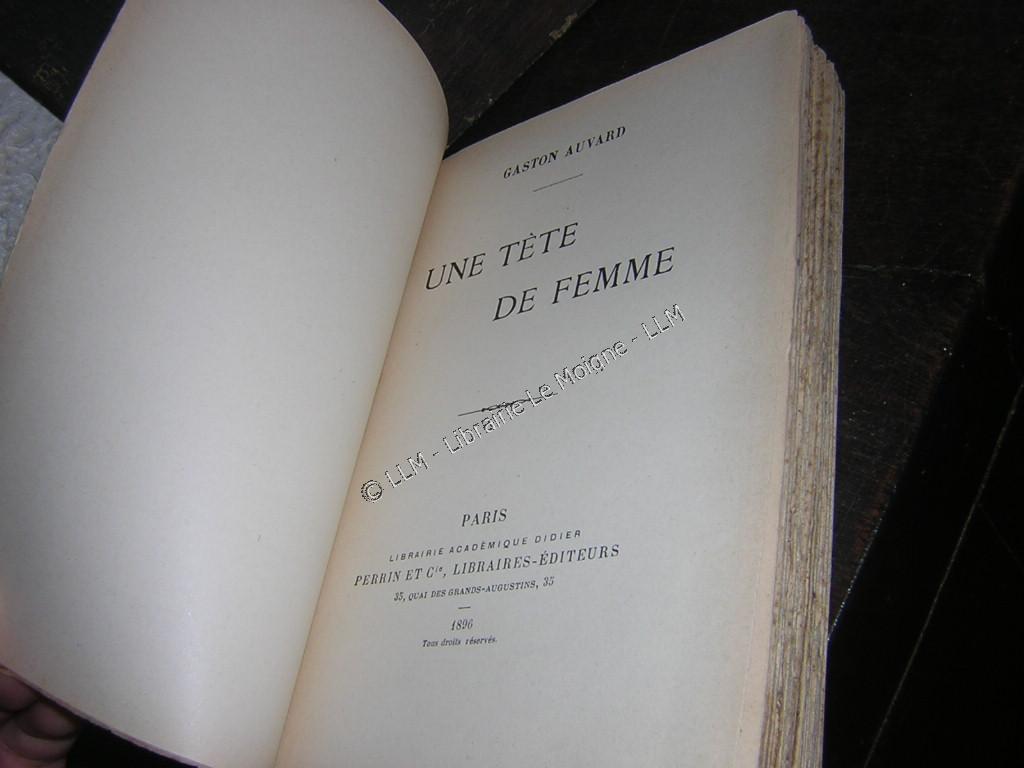 GASTON AUVARD
UNE TÊTE
DE FEMME
© LLM - Librairie Le Moigne - LLM
PARIS
LIBRAIRIE ACADÉMIQUE DIDIER
PERRIN ET Cie, LIBRAIRES-ÉDITEURS
35, QUAI DES GRANDS-AUGUSTINS, 35
1896
Tous droits réservés.